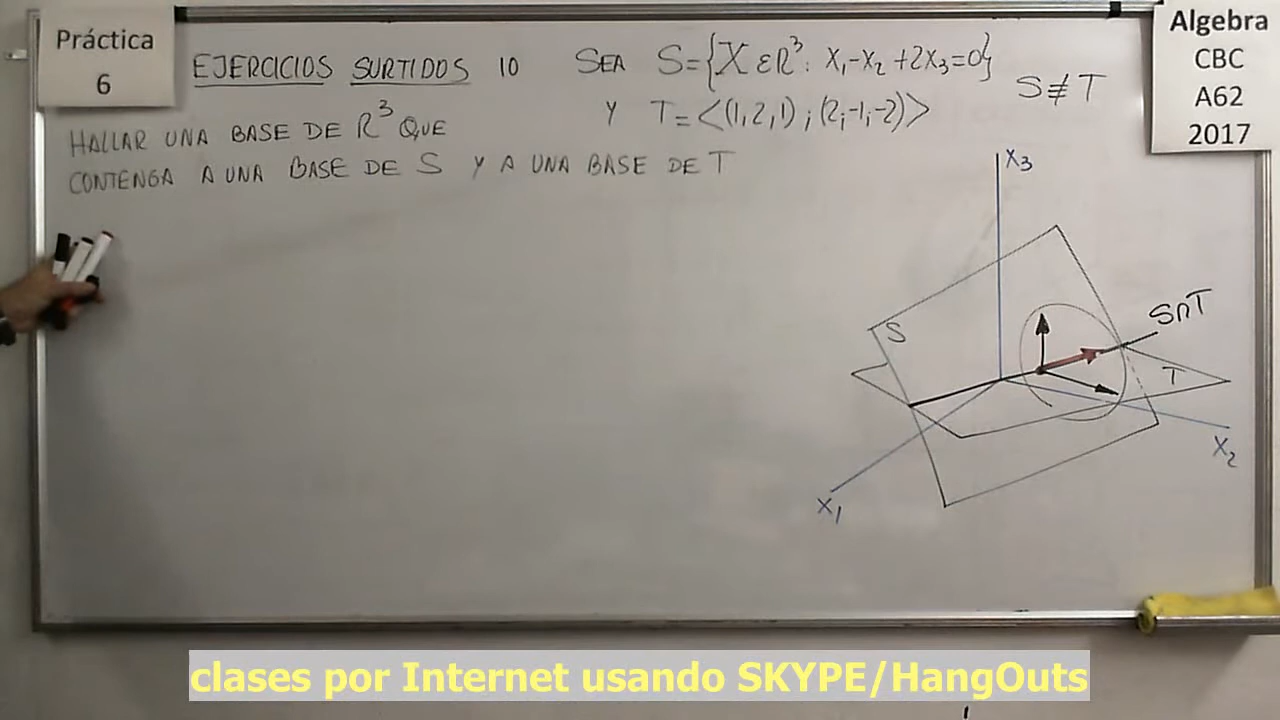 Práctica
6
EJERCICIOS SURTIDOS 10
SEA S={X∈R³: x₁-x₂+2x₃=0}
Y T=<(1,2,1);(2,-1,-2)>
S≢T
HALLAR UNA BASE DE R³ QUE
CONTENGA A UNA BASE DE S Y A UNA BASE DE T
Algebra
CBC
A62
2017
x₃
S∩T
S
T
x₂
x₁
clases por Internet usando SKYPE/HangOuts